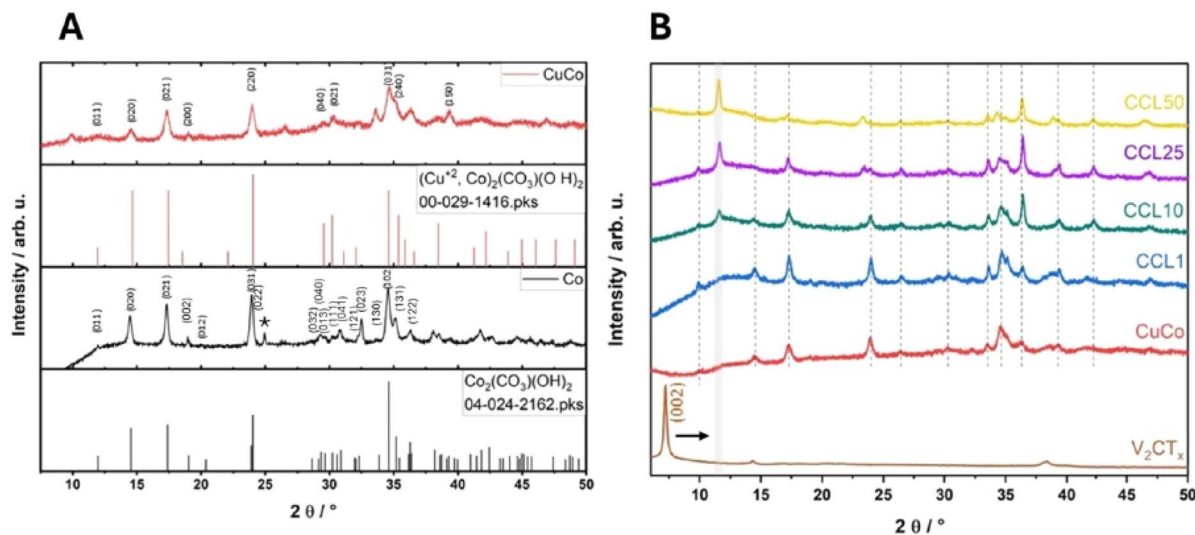 A
CuCo
(011)
(020)
(021)
(200)
(220)
(040)
(021)
(031)
(240)
(150)
(Cu⁺², Co)₂(CO₃)(O H)₂
00-029-1416.pks
Co
(011)
(020)
(021)
(002)
(012)
(031)
(022)
*
(032)
(013)
(040)
(111)
(041)
(121)
(023)
(130)
(102)
(131)
(122)
Co₂(CO₃)(OH)₂
04-024-2162.pks
Intensity / arb. u.
10 15 20 25 30 35 40 45 50
2 θ / °
B
CCL50
CCL25
CCL10
CCL1
CuCo
(002)
V₂CTₓ
Intensity / arb. u.
10 15 20 25 30 35 40 45 50
2 θ / °